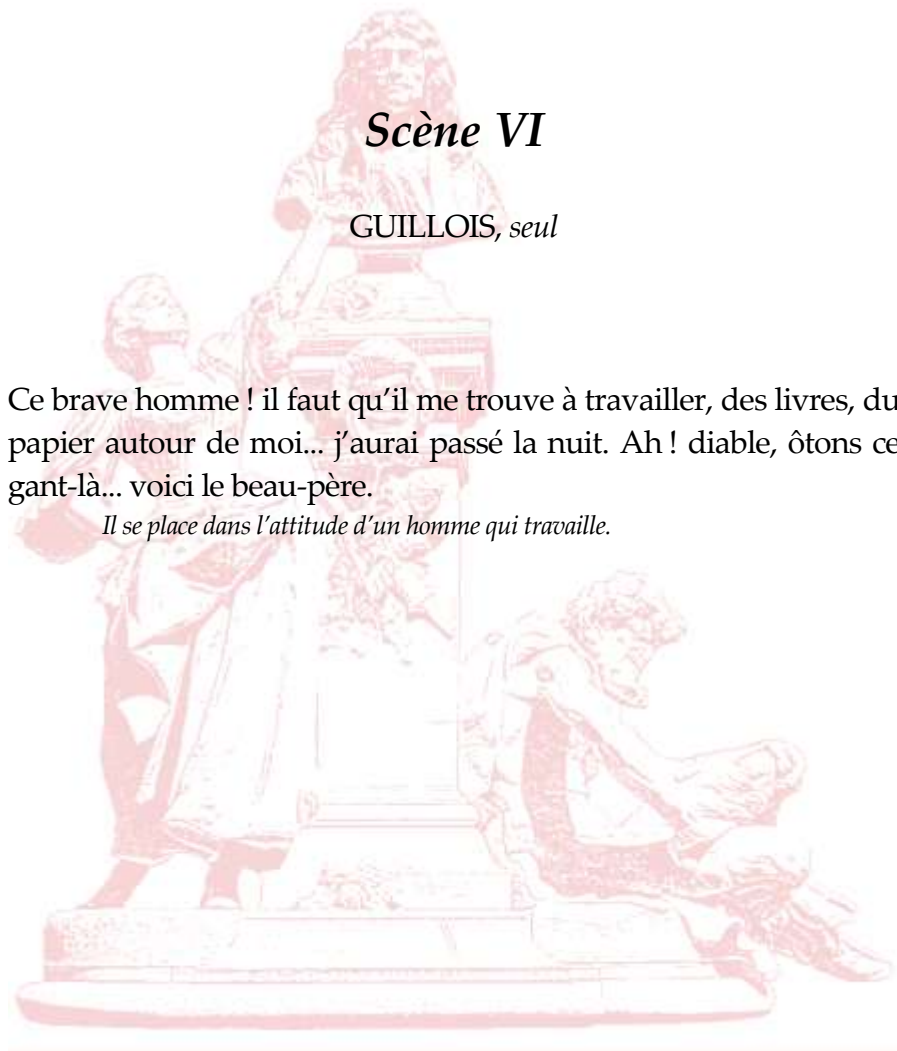 Scène VI
GUILLOIS, seul
Ce brave homme ! il faut qu’il me trouve à travailler, des livres, du
papier autour de moi... j’aurai passé la nuit. Ah ! diable, ôtons ce
gant-là... voici le beau-père.
Il se place dans l’attitude d’un homme qui travaille.